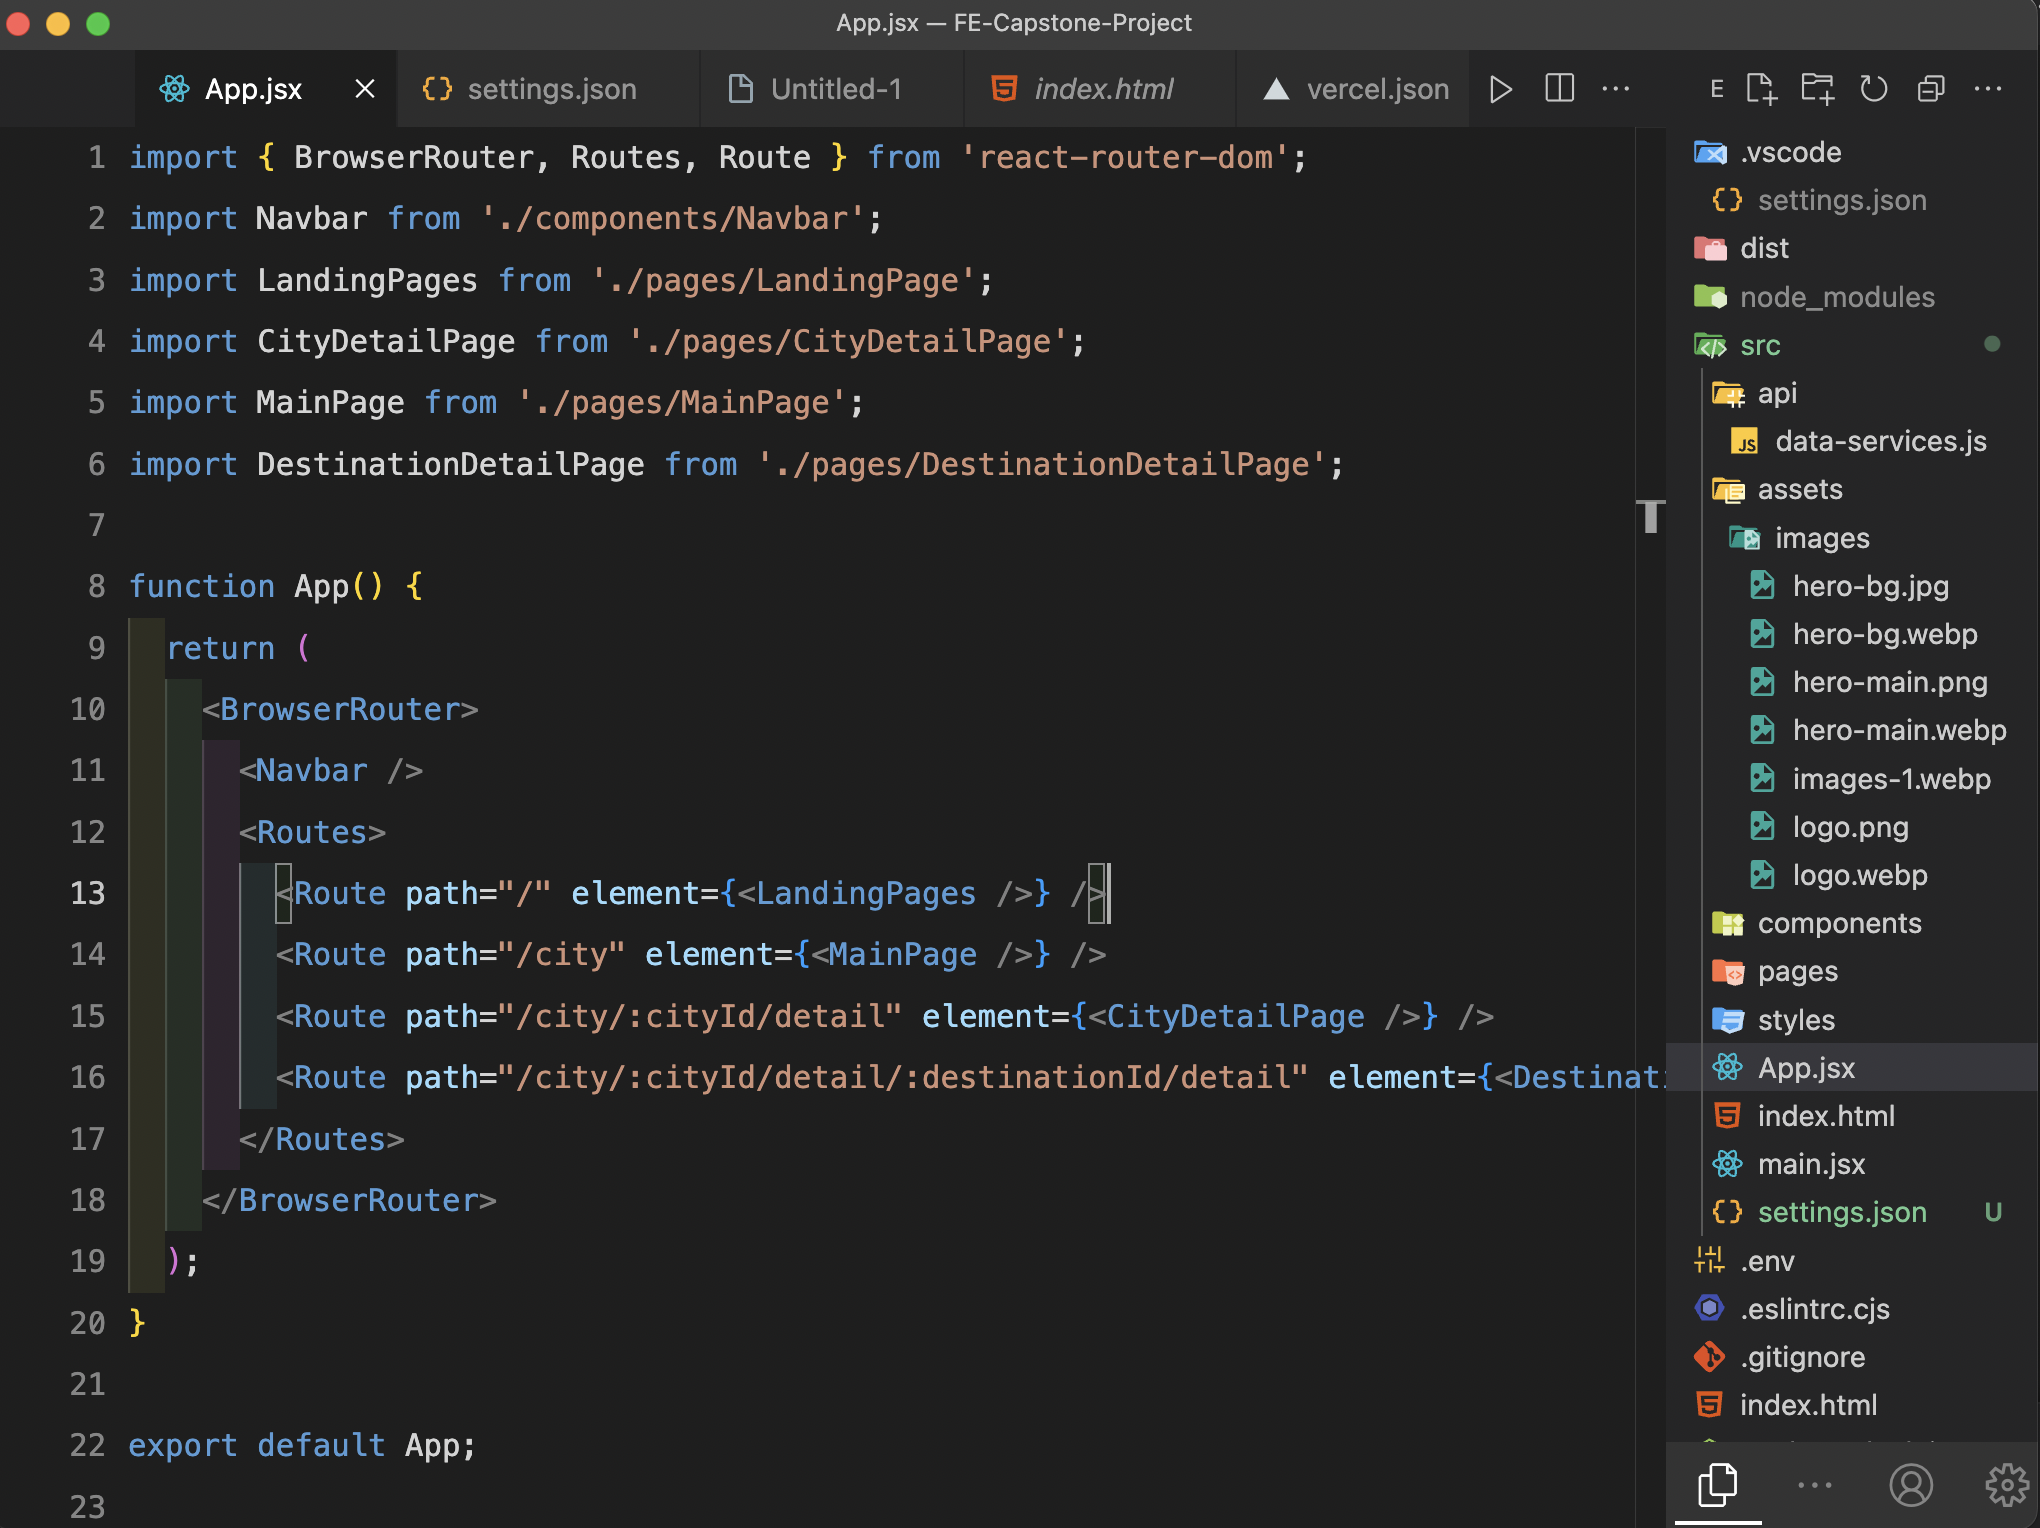 App.jsx — FE-Capstone-Project
App.jsx
settings.json
Untitled-1
index.html
vercel.json
E
1 import { BrowserRouter, Routes, Route } from 'react-router-dom';
2 import Navbar from './components/Navbar';
3 import LandingPages from './pages/LandingPage';
4 import CityDetailPage from './pages/CityDetailPage';
5 import MainPage from './pages/MainPage';
6 import DestinationDetailPage from './pages/DestinationDetailPage';
7
8 function App() {
9 return (
10 <BrowserRouter>
11 <Navbar />
12 <Routes>
13 <Route path="/" element={<LandingPages />} />
14 <Route path="/city" element={<MainPage />} />
15 <Route path="/city/:cityId/detail" element={<CityDetailPage />} />
16 <Route path="/city/:cityId/detail/:destinationId/detail" element={<Destinati
17 </Routes>
18 </BrowserRouter>
19 );
20 }
21
22 export default App;
23
.vscode
settings.json
dist
node_modules
src
api
JS data-services.js
assets
images
hero-bg.jpg
hero-bg.webp
hero-main.png
hero-main.webp
images-1.webp
logo.png
logo.webp
components
pages
styles
App.jsx
index.html
main.jsx
settings.json U
.env
.eslintrc.cjs
.gitignore
index.html